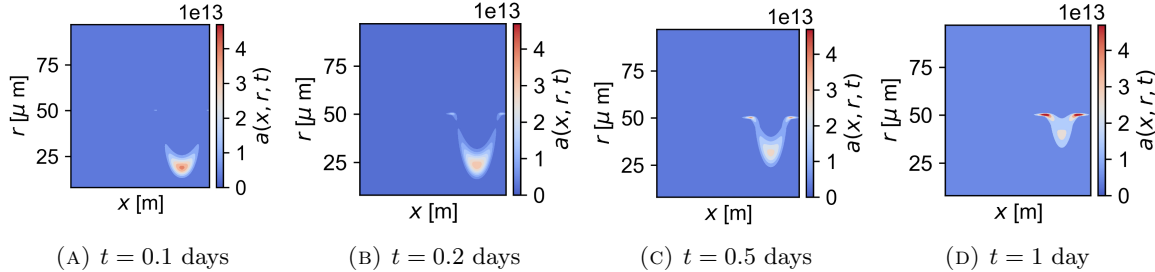 1e13 1e13 1e13 1e13
75 50 25 r [μ m] x [m] 4 3 2 1 0 a(x, r, t)
75 50 25 r [μ m] x [m] 4 3 2 1 0 a(x, r, t)
75 50 25 r [μ m] x [m] 4 3 2 1 0 a(x, r, t)
75 50 25 r [μ m] x [m] 4 3 2 1 0 a(x, r, t)
(A) t = 0.1 days (B) t = 0.2 days (C) t = 0.5 days (D) t = 1 day